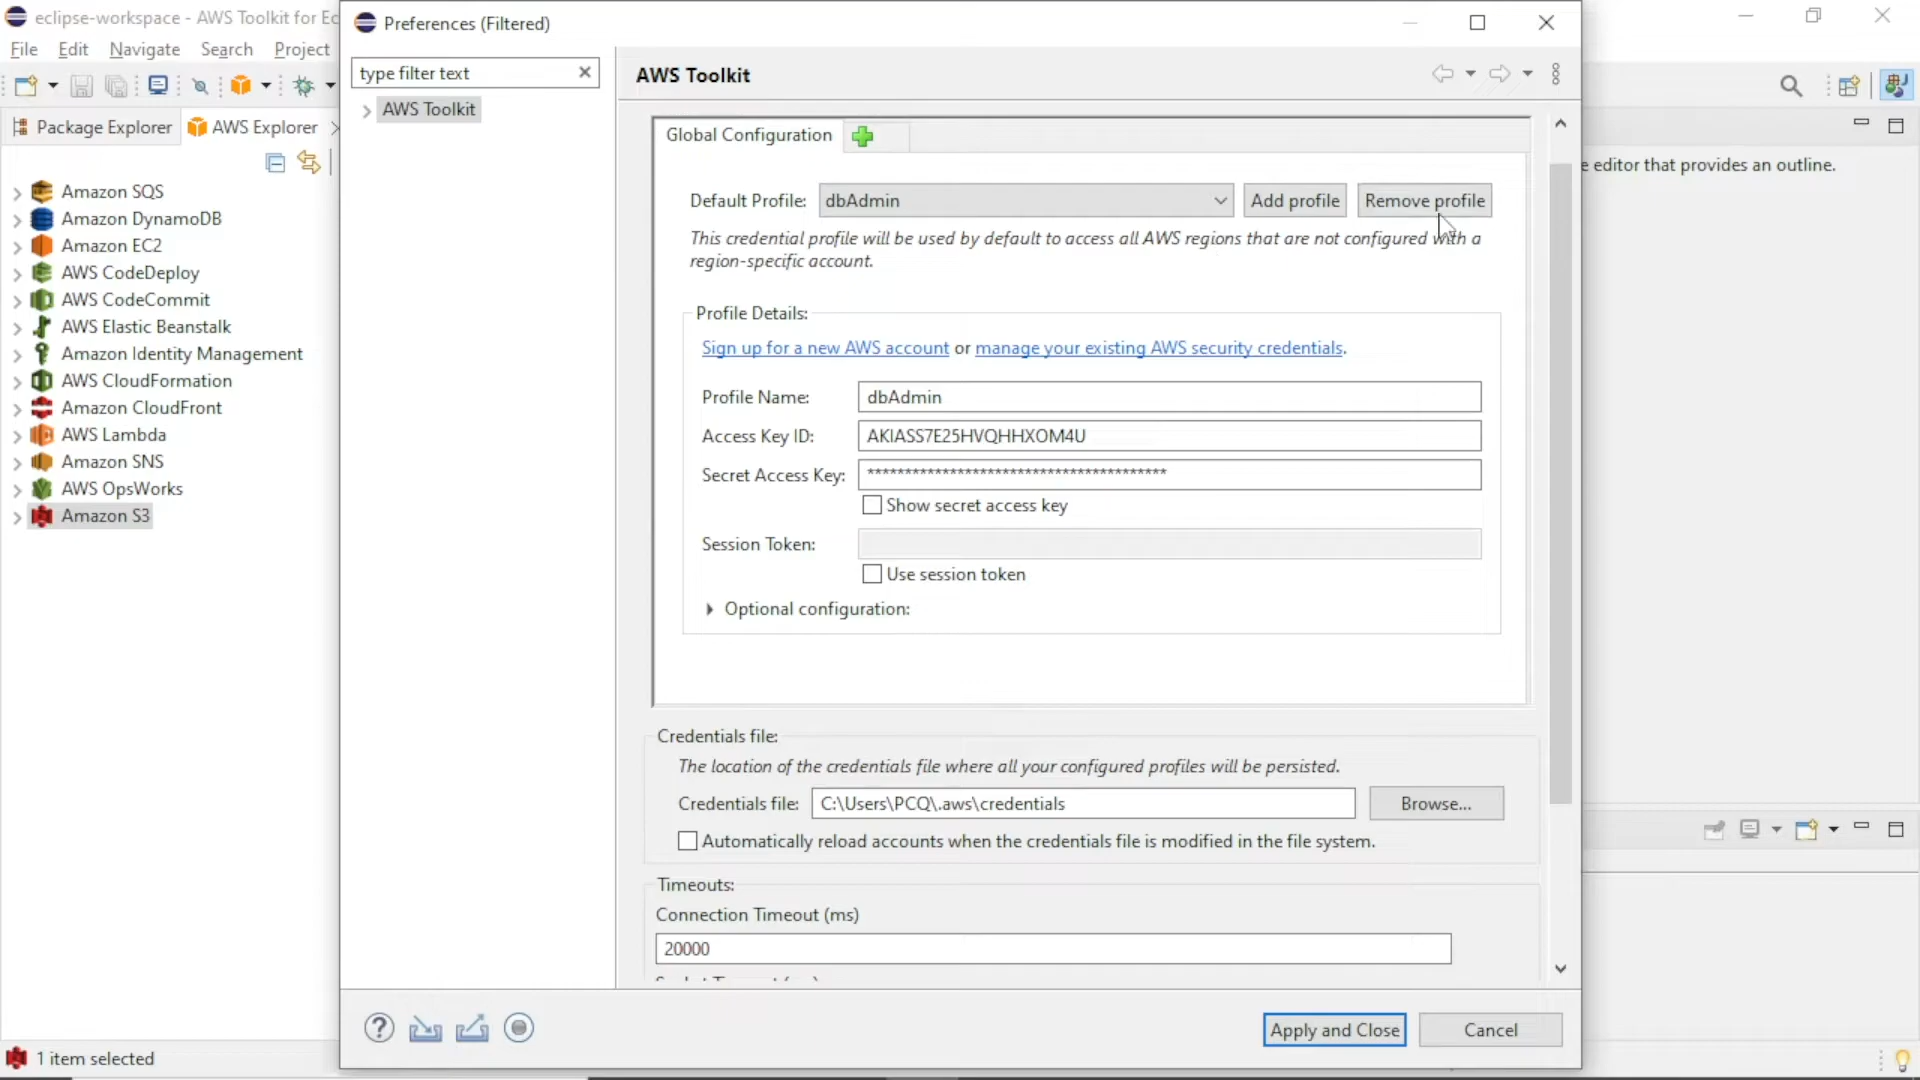 eclipse-workspace - AWS Toolkit for Ec
Preferences (Filtered)
File Edit Navigate Search Project
type filter text
AWS Toolkit
AWS Toolkit
Package Explorer
AWS Explorer
Amazon SQS
Amazon DynamoDB
Amazon EC2
AWS CodeDeploy
AWS CodeCommit
AWS Elastic Beanstalk
Amazon Identity Management
AWS CloudFormation
Amazon CloudFront
AWS Lambda
Amazon SNS
AWS OpsWorks
Amazon S3
Global Configuration
Default Profile: dbAdmin Add profile Remove profile
This credential profile will be used by default to access all AWS regions that are not configured with a
region-specific account.
Profile Details:
Sign up for a new AWS account or manage your existing AWS security credentials.
Profile Name: dbAdmin
Access Key ID: AKIASS7E25HVQHHXOM4U
Secret Access Key: ****************************************
Show secret access key
Session Token:
Use session token
Optional configuration:
Credentials file:
The location of the credentials file where all your configured profiles will be persisted.
Credentials file: C:\Users\PCQ\.aws\credentials Browse...
Automatically reload accounts when the credentials file is modified in the file system.
Timeouts:
Connection Timeout (ms)
20000
Apply and Close Cancel
e editor that provides an outline.
1 item selected